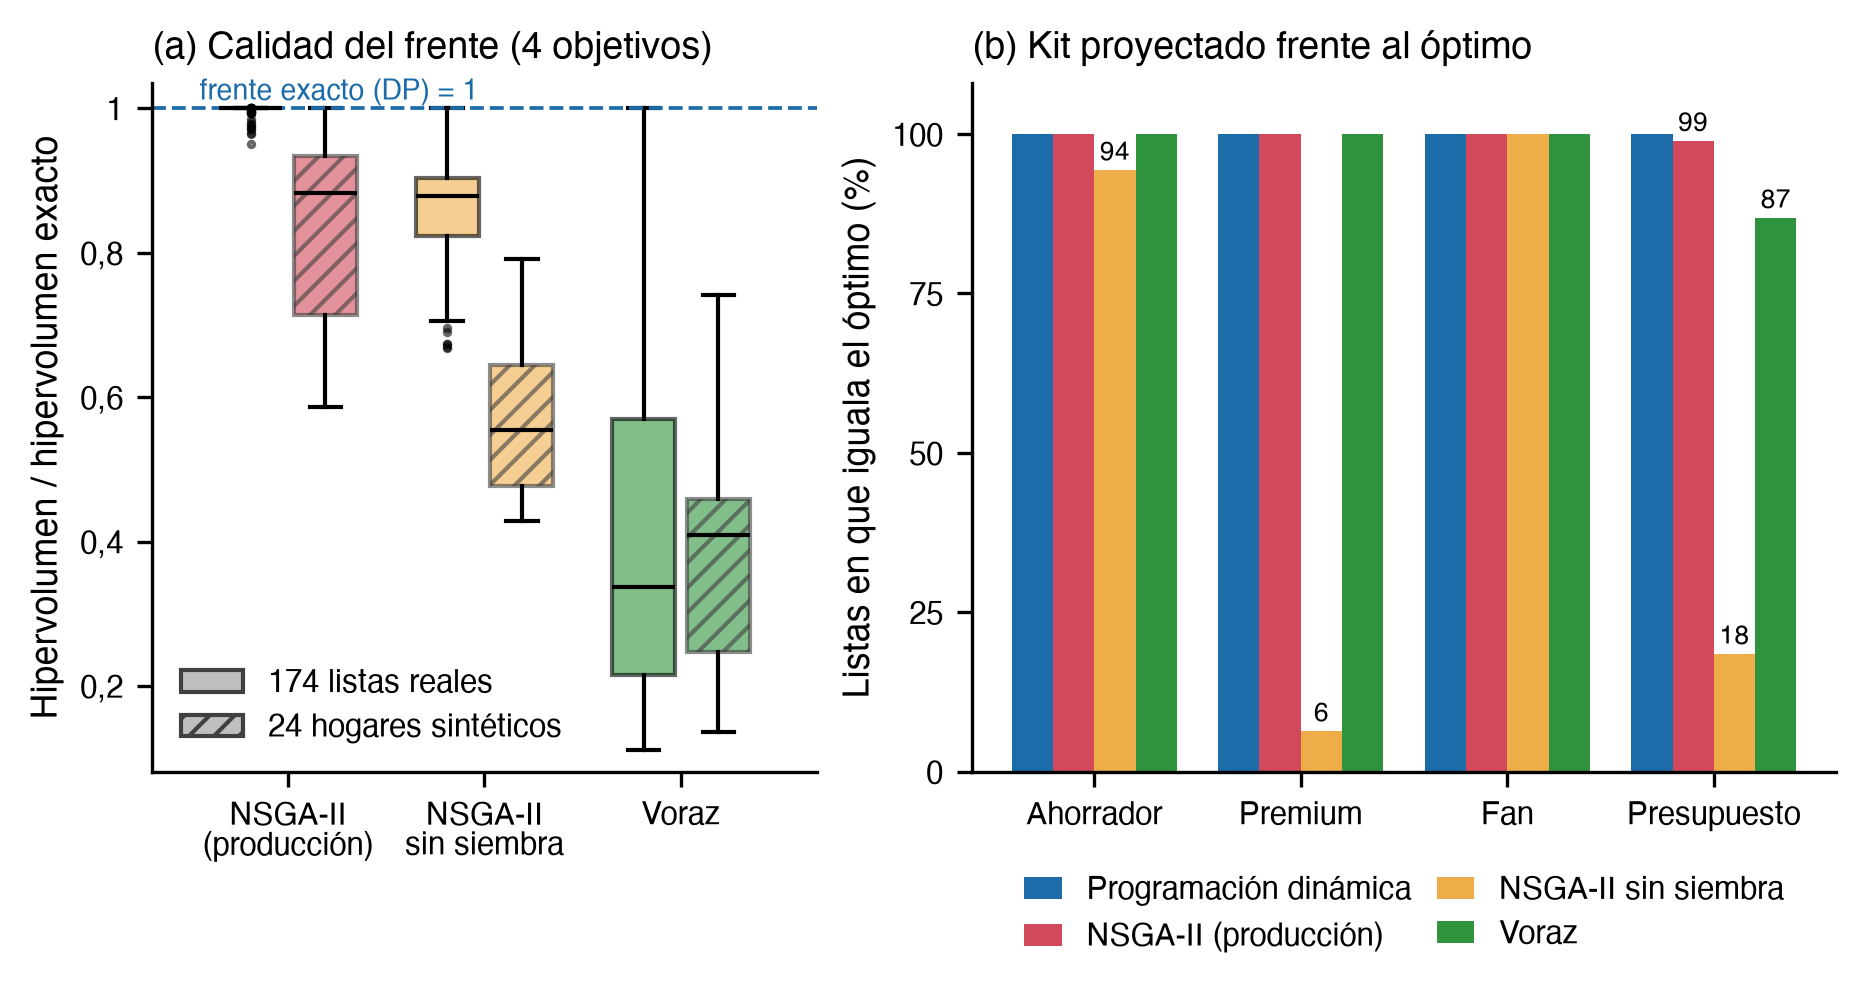 (a) Calidad del frente (4 objetivos)
frente exacto (DP) = 1
Hipervolumen / hipervolumen exacto
1
0,8
0,6
0,4
0,2
174 listas reales
24 hogares sintéticos
NSGA-II
(producción)
NSGA-II
sin siembra
Voraz
(b) Kit proyectado frente al óptimo
Listas en que iguala el óptimo (%)
100
75
50
25
0
94
6
99
18
87
Ahorrador
Premium
Fan
Presupuesto
Programación dinámica
NSGA-II (producción)
NSGA-II sin siembra
Voraz